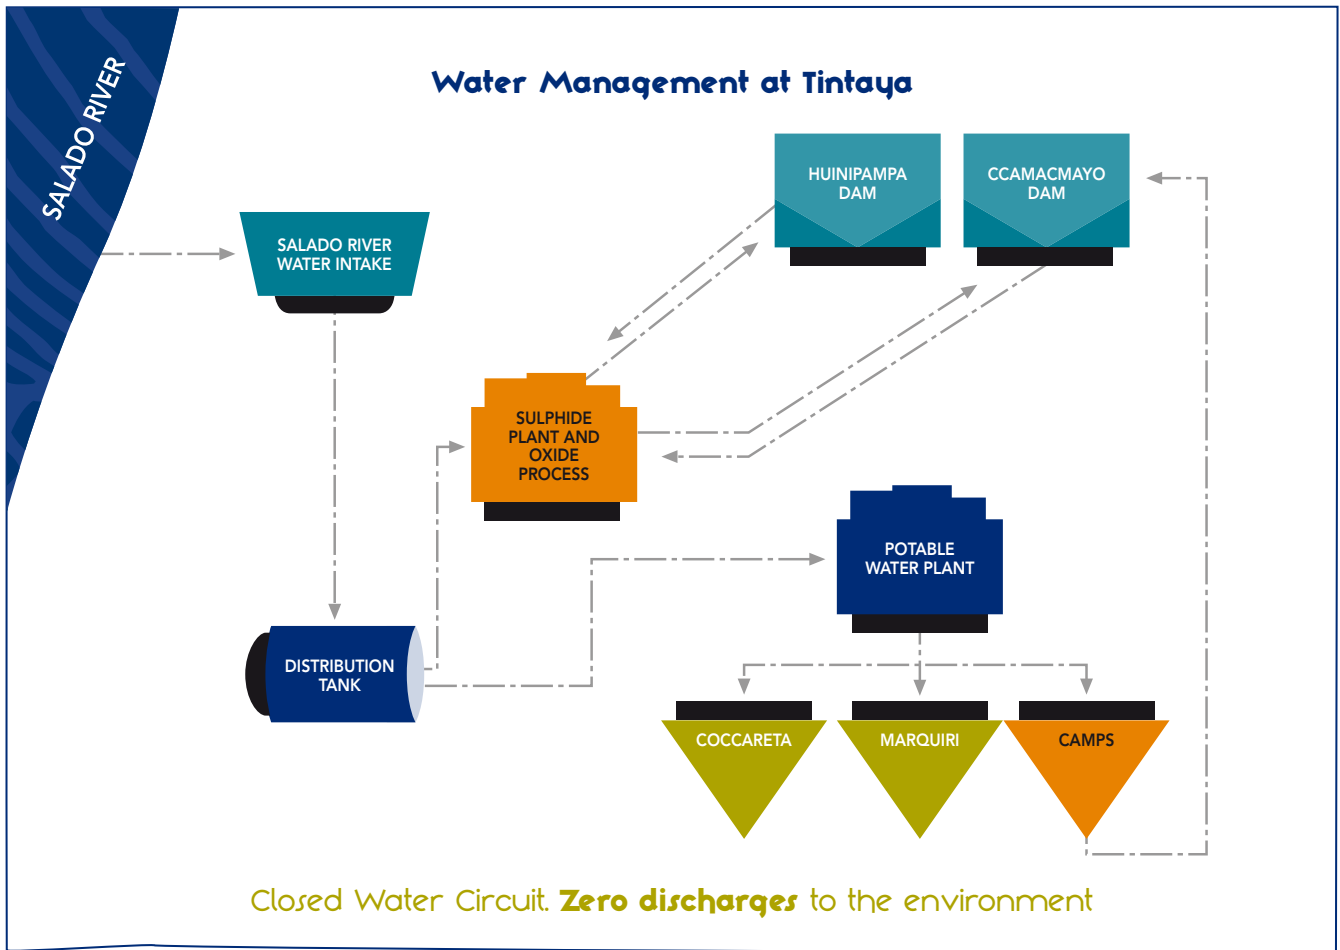 Water Management at Tintaya
SALADO RIVER
HUINIPAMPA
DAM
CCAMACMAYO
DAM
SALADO RIVER
WATER INTAKE
SULPHIDE
PLANT AND
OXIDE
PROCESS
POTABLE
WATER PLANT
DISTRIBUTION
TANK
COCCARETA
MARQUIRI
CAMPS
Closed Water Circuit. Zero discharges to the environment